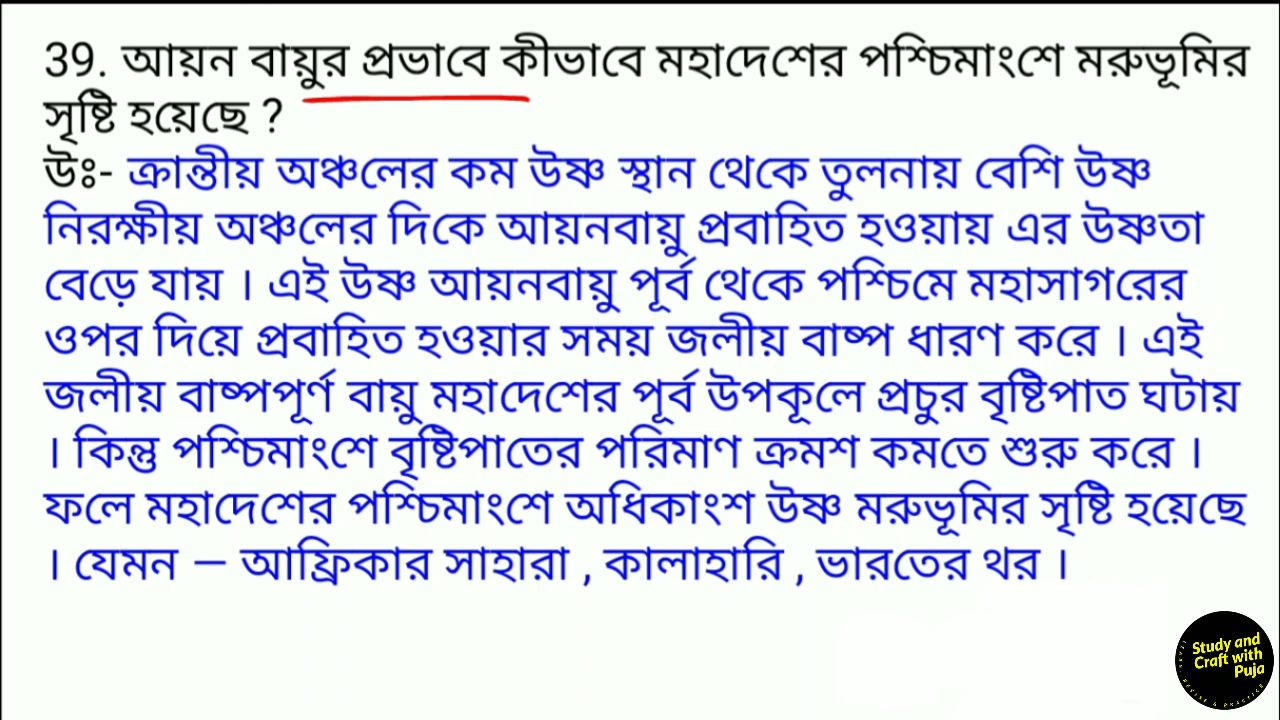 39. আয়ন বায়ুর প্রভাবে কীভাবে মহাদেশের পশ্চিমাংশে মরুভূমির
সৃষ্টি হয়েছে ?
উঃ- ক্রান্তীয় অঞ্চলের কম উষ্ণ স্থান থেকে তুলনায় বেশি উষ্ণ
নিরক্ষীয় অঞ্চলের দিকে আয়নবায়ু প্রবাহিত হওয়ায় এর উষ্ণতা
বেড়ে যায় । এই উষ্ণ আয়নবায়ু পূর্ব থেকে পশ্চিমে মহাসাগরের
ওপর দিয়ে প্রবাহিত হওয়ার সময় জলীয় বাষ্প ধারণ করে । এই
জলীয় বাষ্পপূর্ণ বায়ু মহাদেশের পূর্ব উপকূলে প্রচুর বৃষ্টিপাত ঘটায়
। কিন্তু পশ্চিমাংশে বৃষ্টিপাতের পরিমাণ ক্রমশ কমতে শুরু করে ।
ফলে মহাদেশের পশ্চিমাংশে অধিকাংশ উষ্ণ মরুভূমির সৃষ্টি হয়েছে
। যেমন – আফ্রিকার সাহারা , কালাহারি , ভারতের থর ।
Study and
Craft with
Puja